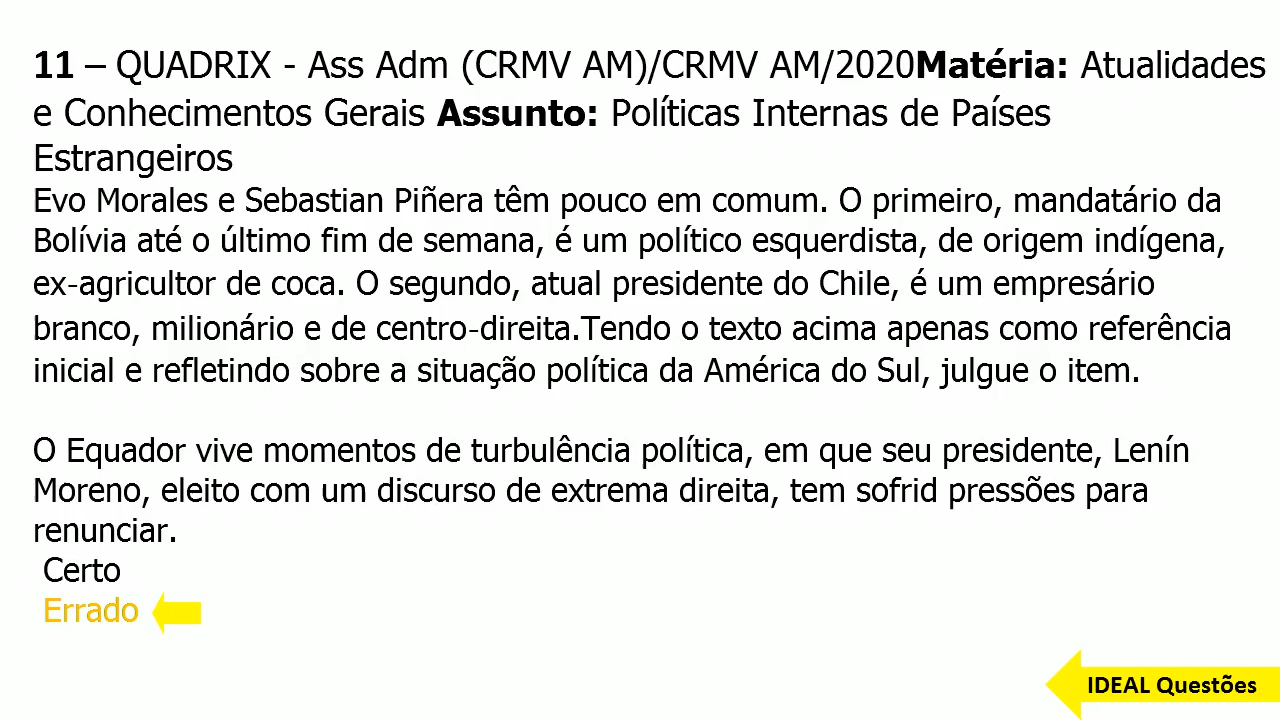 11 – QUADRIX - Ass Adm (CRMV AM)/CRMV AM/2020Matéria: Atualidades
e Conhecimentos Gerais Assunto: Políticas Internas de Países
Estrangeiros
Evo Morales e Sebastian Piñera têm pouco em comum. O primeiro, mandatário da
Bolívia até o último fim de semana, é um político esquerdista, de origem indígena,
ex-agricultor de coca. O segundo, atual presidente do Chile, é um empresário
branco, milionário e de centro-direita.Tendo o texto acima apenas como referência
inicial e refletindo sobre a situação política da América do Sul, julgue o item.
O Equador vive momentos de turbulência política, em que seu presidente, Lenín
Moreno, eleito com um discurso de extrema direita, tem sofrid pressões para
renunciar.
Certo
Errado
IDEAL Questões